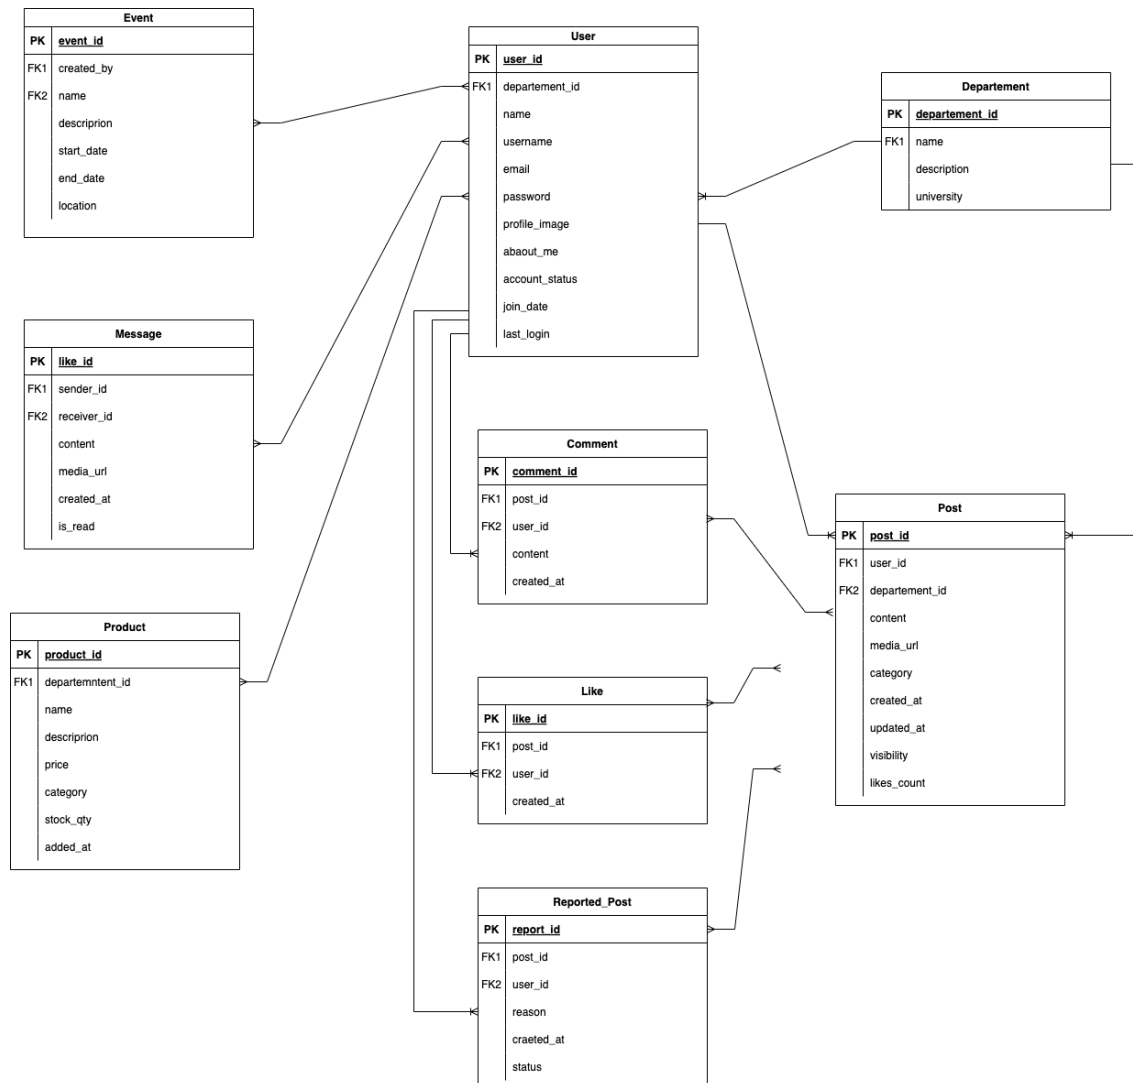 Event
PK event_id
FK1 created_by
FK2 name
descriprion
start_date
end_date
location
User
PK user_id
FK1 departement_id
name
username
email
password
profile_image
abaout_me
account_status
join_date
last_login
Departement
PK departement_id
FK1 name
description
university
Message
PK like_id
FK1 sender_id
FK2 receiver_id
content
media_url
created_at
is_read
Comment
PK comment_id
FK1 post_id
FK2 user_id
content
created_at
Post
PK post_id
FK1 user_id
FK2 departement_id
content
media_url
category
created_at
updated_at
visibility
likes_count
Product
PK product_id
FK1 departemntent_id
name
descriprion
price
category
stock_qty
added_at
Like
PK like_id
FK1 post_id
FK2 user_id
created_at
Reported_Post
PK report_id
FK1 post_id
FK2 user_id
reason
craeted_at
status